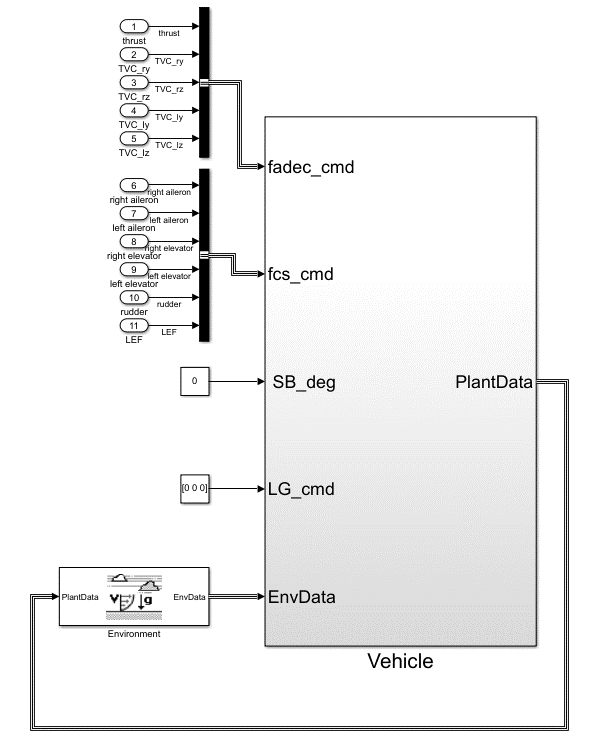 1
thrust
thrust
2
TVC_ry
TVC_ry
3
TVC_rz
TVC_rz
4
TVC_ly
TVC_ly
5
TVC_lz
TVC_lz
fadec_cmd
6
right aileron
right aileron
7
left aileron
left aileron
8
right elevator
right elevator
9
left elevator
left elevator
10
rudder
rudder
11
LEF
LEF
fcs_cmd
0
SB_deg
PlantData
[0 0 0]
LG_cmd
PlantData
V
g
EnvData
EnvData
Environment
Vehicle